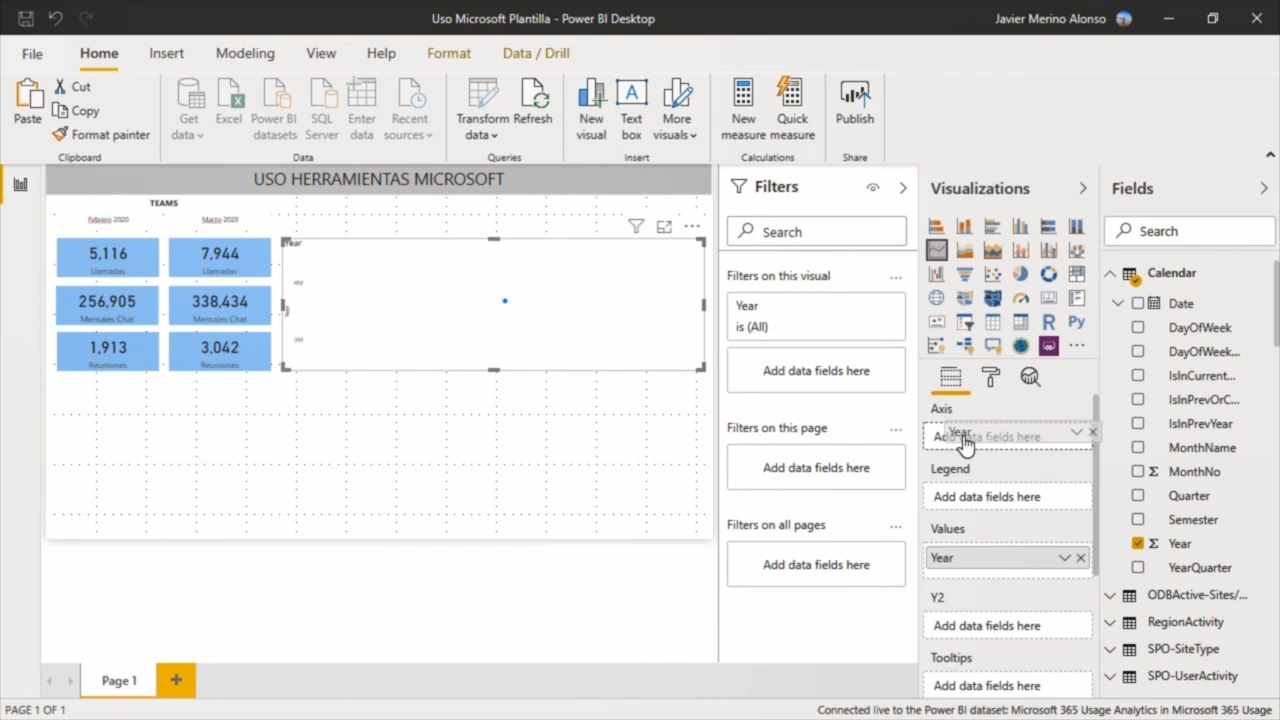 Uso Microsoft Plantilla - Power BI Desktop
Javier Merino Alonso
File
Home
Insert
Modeling
View
Help
Format
Data / Drill
Paste
Cut
Copy
Format painter
Clipboard
Get data
Excel
Power BI datasets
SQL Server
Enter data
Recent sources
Data
Transform data
Refresh
Queries
New visual
Text box
More visuals
Insert
New measure
Quick measure
Calculations
Publish
Share
USO HERRAMIENTAS MICROSOFT
TEAMS
Febrero 2020
Marzo 2020
5,116
Llamadas
7,944
Llamadas
256,905
Mensajes Chat
338,434
Mensajes Chat
1,913
Reuniones
3,042
Reuniones
Year
4M
Year
3M
Filters
Search
Filters on this visual
Year
is (All)
Add data fields here
Filters on this page
Add data fields here
Filters on all pages
Add data fields here
Visualizations
R
Py
Axis
Add data fields here
Year
Legend
Add data fields here
Values
Year
Y2
Add data fields here
Tooltips
Add data fields here
Fields
Search
Calendar
Date
DayOfWeek
DayOfWeek...
IsInCurrent...
IsInPrevOrC...
IsInPrevYear
MonthName
Σ MonthNo
Quarter
Semester
Σ Year
YearQuarter
ODBActive-Sites/...
RegionActivity
SPO-SiteType
SPO-UserActivity
Page 1
PAGE 1 OF 1
Connected live to the Power BI dataset: Microsoft 365 Usage Analytics in Microsoft 365 Usage